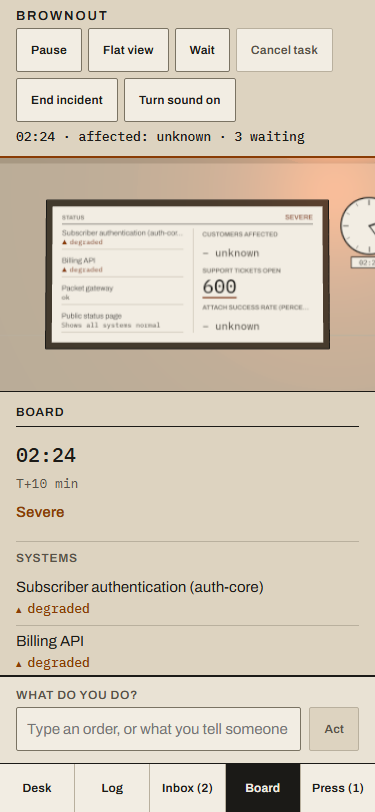 BROWNOUT
Pause
Flat view
Wait
Cancel task
End incident
Turn sound on
02:24 · affected: unknown · 3 waiting
STATUS
SEVERE
Subscriber authentication (auth-cor...
▲ degraded
Billing API
▲ degraded
Packet gateway
ok
Public status page
Shows all systems normal
CUSTOMERS AFFECTED
— unknown
SUPPORT TICKETS OPEN
600
ATTACH SUCCESS RATE (PERCE...
— unknown
BOARD
02:24
T+10 min
Severe
SYSTEMS
Subscriber authentication (auth-core)
▲ degraded
Billing API
▲ degraded
WHAT DO YOU DO?
Type an order, or what you tell someone
Act
Desk
Log
Inbox (2)
Board
Press (1)